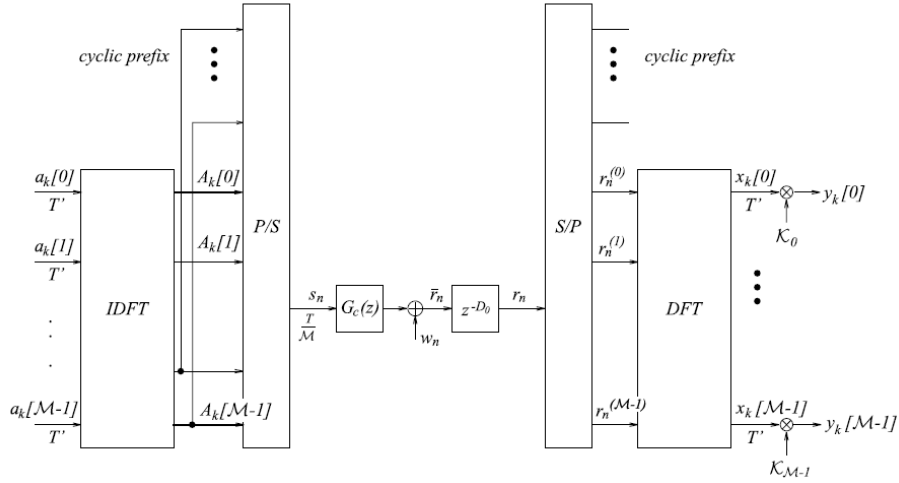 cyclic prefix
cyclic prefix
a_k[0]
A_k[0]
r_n^(0)
x_k[0]
y_k[0]
T'
T'
K_0
P/S
S/P
a_k[1]
A_k[1]
r_n^(1)
T'
IDFT
DFT
s_n
G_c(z)
r̄_n
z^-D_0
r_n
T/M
w_n
a_k[M-1]
A_k[M-1]
r_n^(M-1)
x_k[M-1]
y_k[M-1]
T'
T'
K_M-1